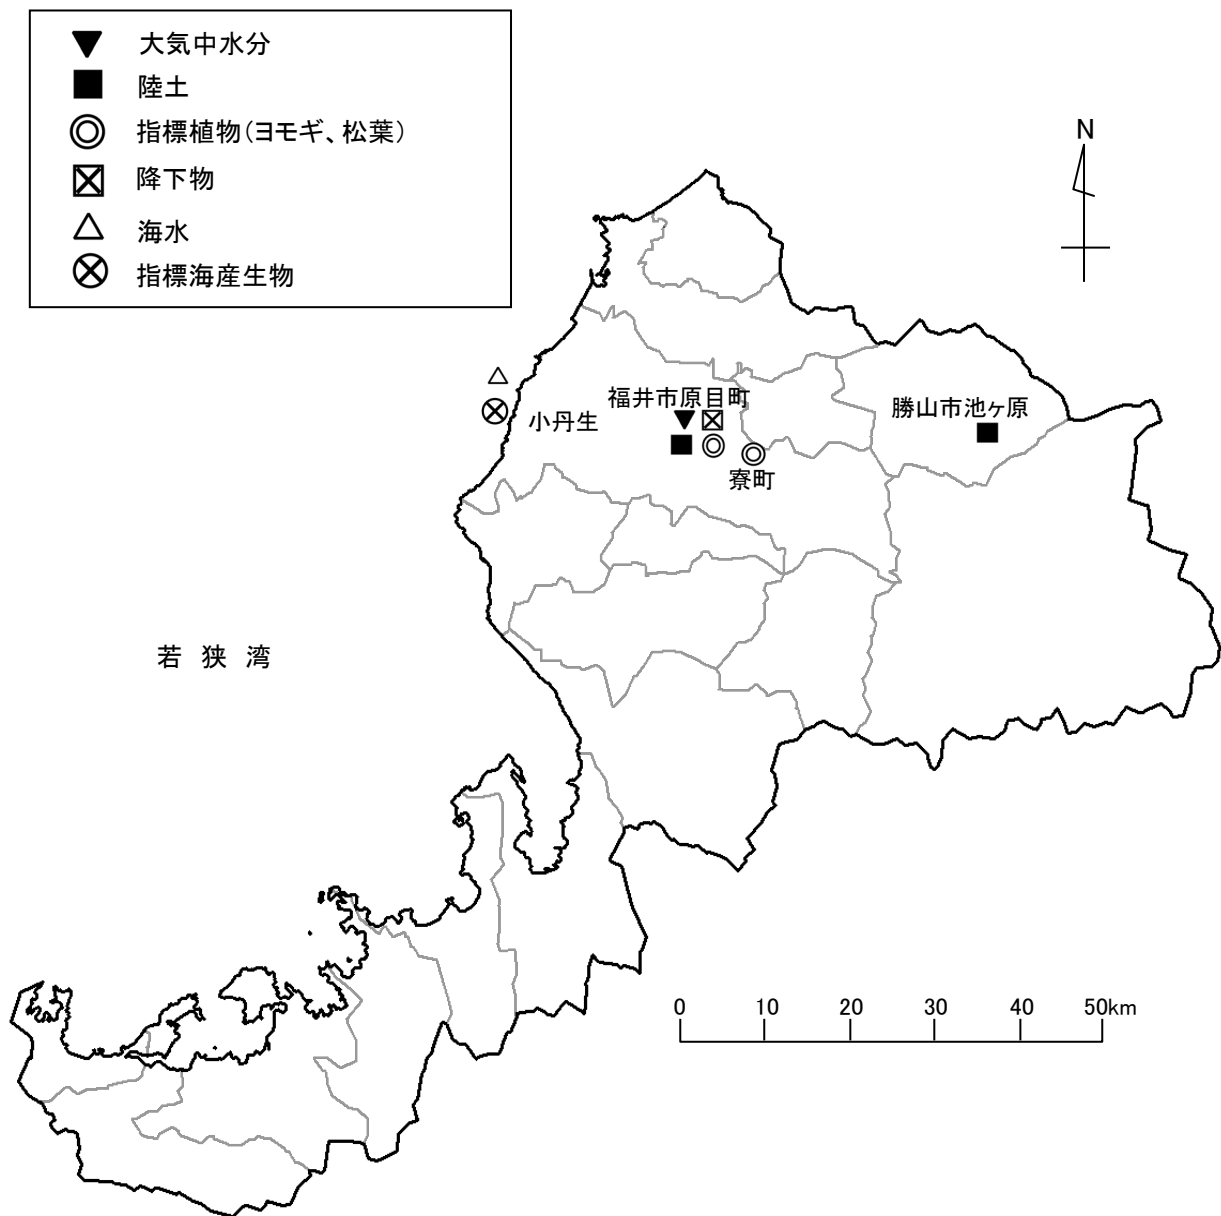 大気中水分
陸土
指標植物(ヨモギ、松葉)
降下物
海水
指標海産生物
N
福井市原目町
勝山市池ヶ原
小丹生
寮町
若狭湾
0 10 20 30 40 50km